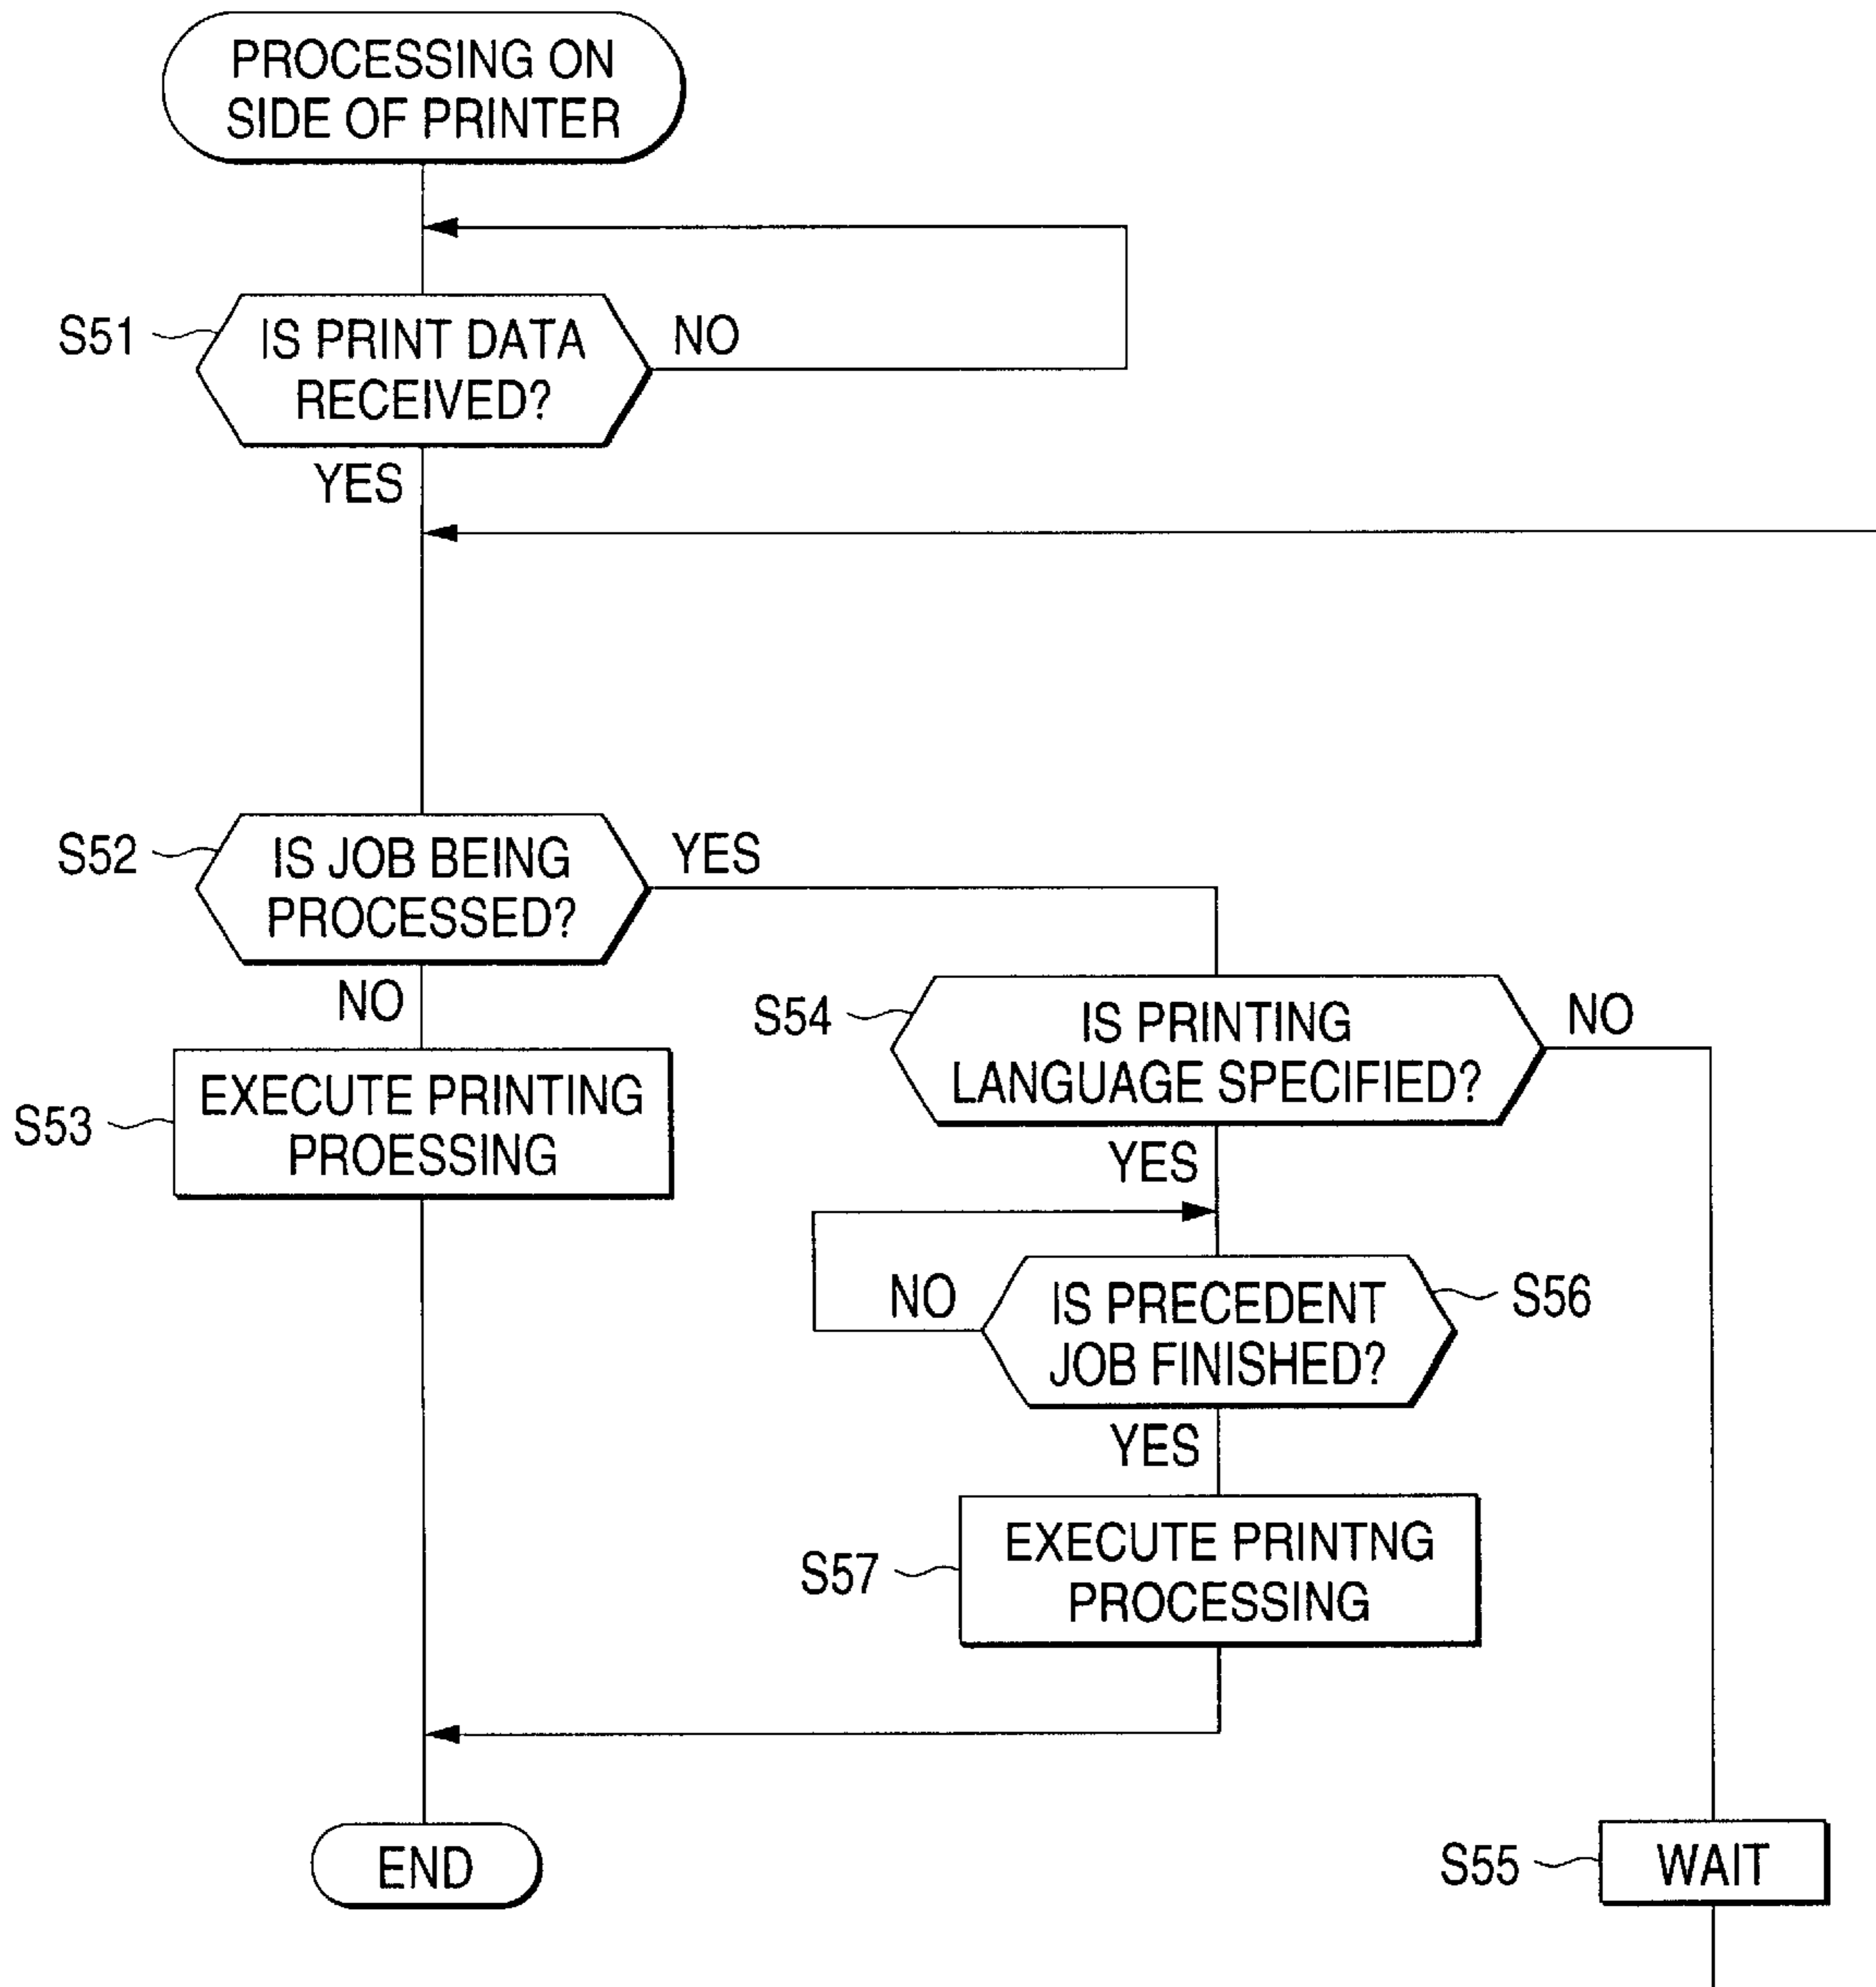 PROCESSING ON
SIDE OF PRINTER
S51
IS PRINT DATA
RECEIVED?
NO
YES
S52
IS JOB BEING
PROCESSED?
YES
NO
S53
EXECUTE PRINTING
PROESSING
S54
IS PRINTING
LANGUAGE SPECIFIED?
NO
YES
NO
IS PRECEDENT
JOB FINISHED?
S56
YES
S57
EXECUTE PRINTNG
PROCESSING
END
S55
WAIT